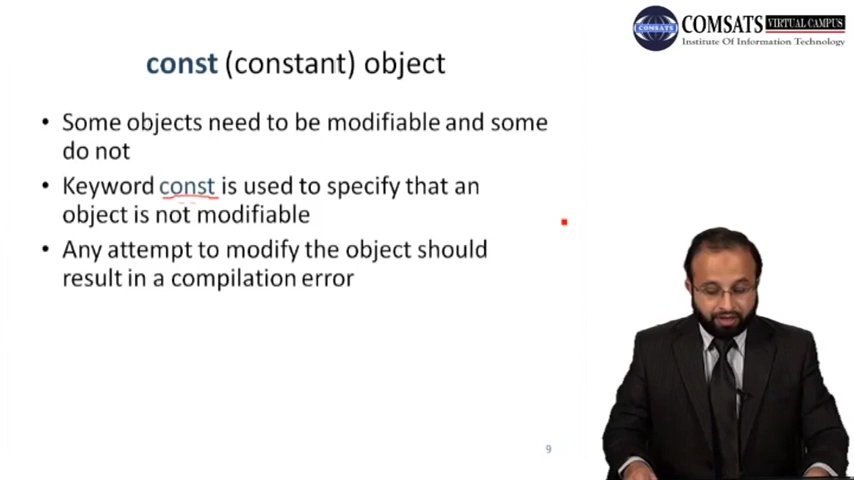 COMSATS VIRTUAL CAMPUS
Institute Of Information Technology
COMSATS
const (constant) object
• Some objects need to be modifiable and some
do not
• Keyword const is used to specify that an
object is not modifiable
• Any attempt to modify the object should
result in a compilation error
9